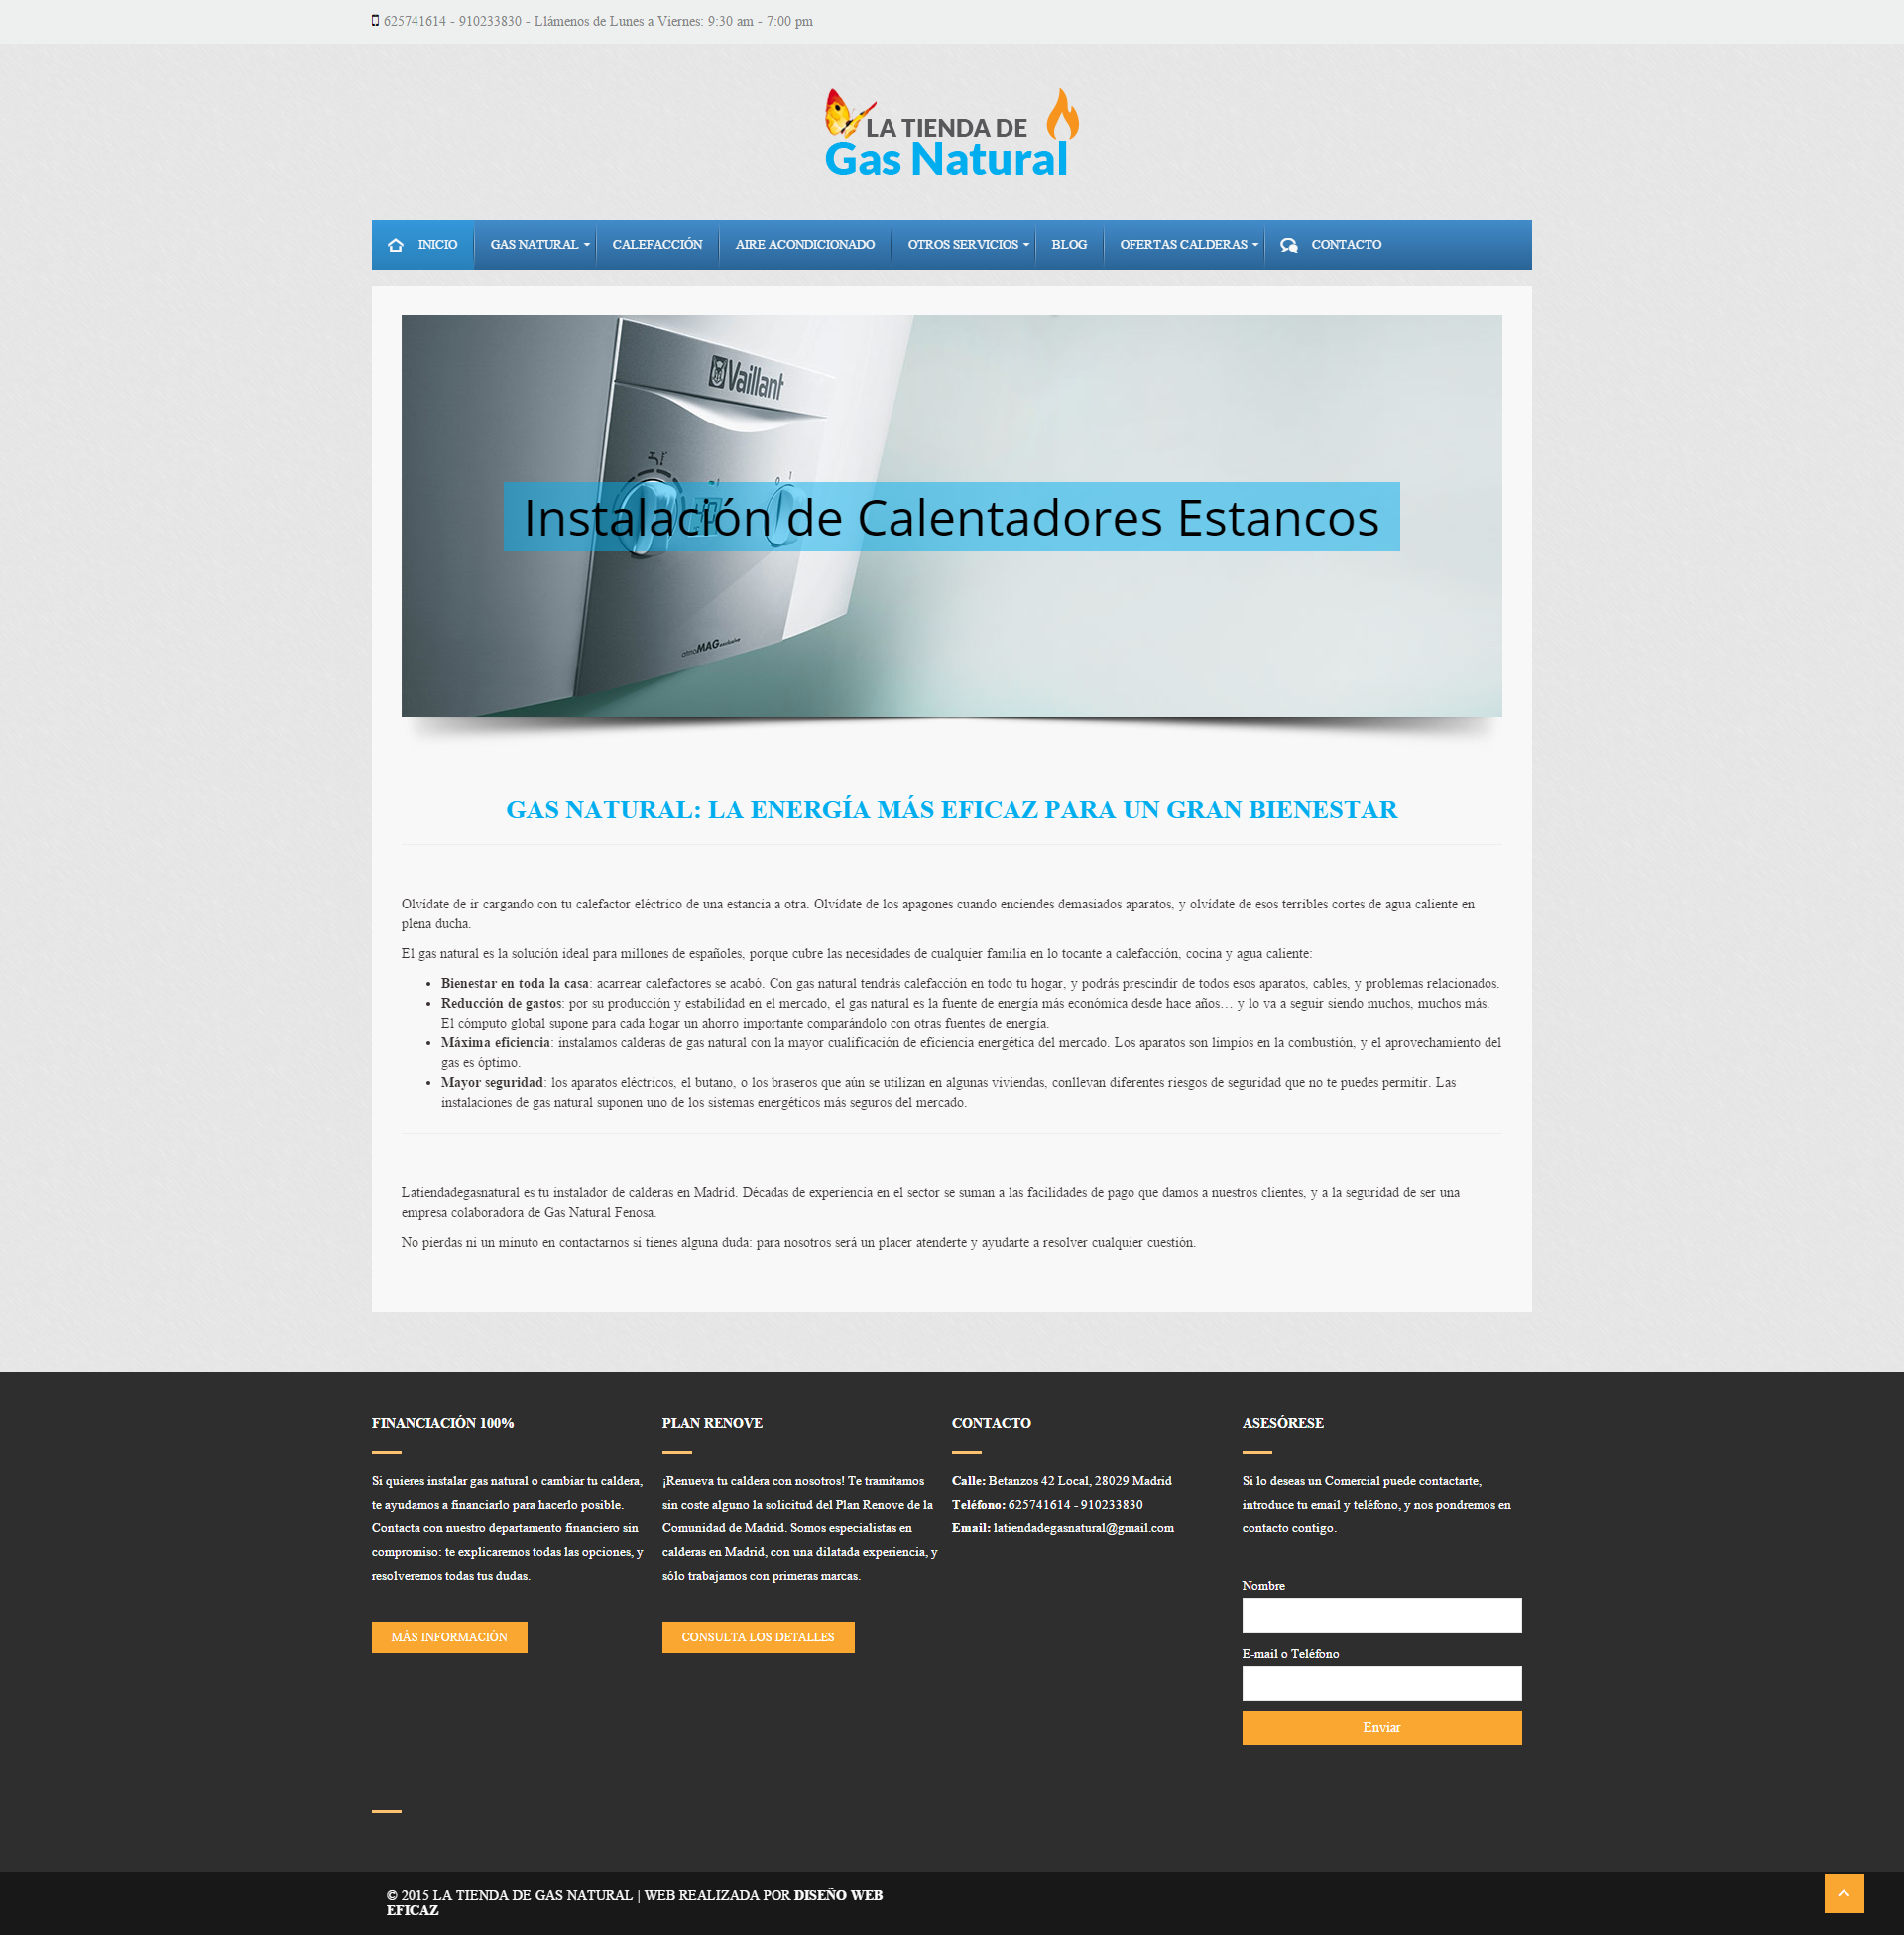 625741614 - 910233830 - Llámenos de Lunes a Viernes: 9:30 am - 7:00 pm
LA TIENDA DE
Gas Natural
INICIO
GAS NATURAL
CALEFACCIÓN
AIRE ACONDICIONADO
OTROS SERVICIOS
BLOG
OFERTAS CALDERAS
CONTACTO
Vaillant
0 1
Instalación de Calentadores Estancos
atmoMAG exclusive
GAS NATURAL: LA ENERGÍA MÁS EFICAZ PARA UN GRAN BIENESTAR
Olvídate de ir cargando con tu calefactor eléctrico de una estancia a otra. Olvídate de los apagones cuando enciendes demasiados aparatos, y olvídate de esos terribles cortes de agua caliente en
plena ducha.
El gas natural es la solución ideal para millones de españoles, porque cubre las necesidades de cualquier familia en lo tocante a calefacción, cocina y agua caliente:
• Bienestar en toda la casa: acarrear calefactores se acabó. Con gas natural tendrás calefacción en todo tu hogar, y podrás prescindir de todos esos aparatos, cables, y problemas relacionados.
• Reducción de gastos: por su producción y estabilidad en el mercado, el gas natural es la fuente de energía más económica desde hace años… y lo va a seguir siendo muchos, muchos más.
El cómputo global supone para cada hogar un ahorro importante comparándolo con otras fuentes de energía.
• Máxima eficiencia: instalamos calderas de gas natural con la mayor cualificación de eficiencia energética del mercado. Los aparatos son limpios en la combustión, y el aprovechamiento del
gas es óptimo.
• Mayor seguridad: los aparatos eléctricos, el butano, o los braseros que aún se utilizan en algunas viviendas, conllevan diferentes riesgos de seguridad que no te puedes permitir. Las
instalaciones de gas natural suponen uno de los sistemas energéticos más seguros del mercado.
Latiendadegasnatural es tu instalador de calderas en Madrid. Décadas de experiencia en el sector se suman a las facilidades de pago que damos a nuestros clientes, y a la seguridad de ser una
empresa colaboradora de Gas Natural Fenosa.
No pierdas ni un minuto en contactarnos si tienes alguna duda: para nosotros será un placer atenderte y ayudarte a resolver cualquier cuestión.
FINANCIACIÓN 100%
Si quieres instalar gas natural o cambiar tu caldera,
te ayudamos a financiarlo para hacerlo posible.
Contacta con nuestro departamento financiero sin
compromiso: te explicaremos todas las opciones, y
resolveremos todas tus dudas.
MÁS INFORMACIÓN
PLAN RENOVE
¡Renueva tu caldera con nosotros! Te tramitamos
sin coste alguno la solicitud del Plan Renove de la
Comunidad de Madrid. Somos especialistas en
calderas en Madrid, con una dilatada experiencia, y
sólo trabajamos con primeras marcas.
CONSULTA LOS DETALLES
CONTACTO
Calle: Betanzos 42 Local, 28029 Madrid
Teléfono: 625741614 - 910233830
Email: latiendadegasnatural@gmail.com
ASESÓRESE
Si lo deseas un Comercial puede contactarte,
introduce tu email y teléfono, y nos pondremos en
contacto contigo.
Nombre
E-mail o Teléfono
Enviar
© 2015 LA TIENDA DE GAS NATURAL | WEB REALIZADA POR DISEÑO WEB
EFICAZ